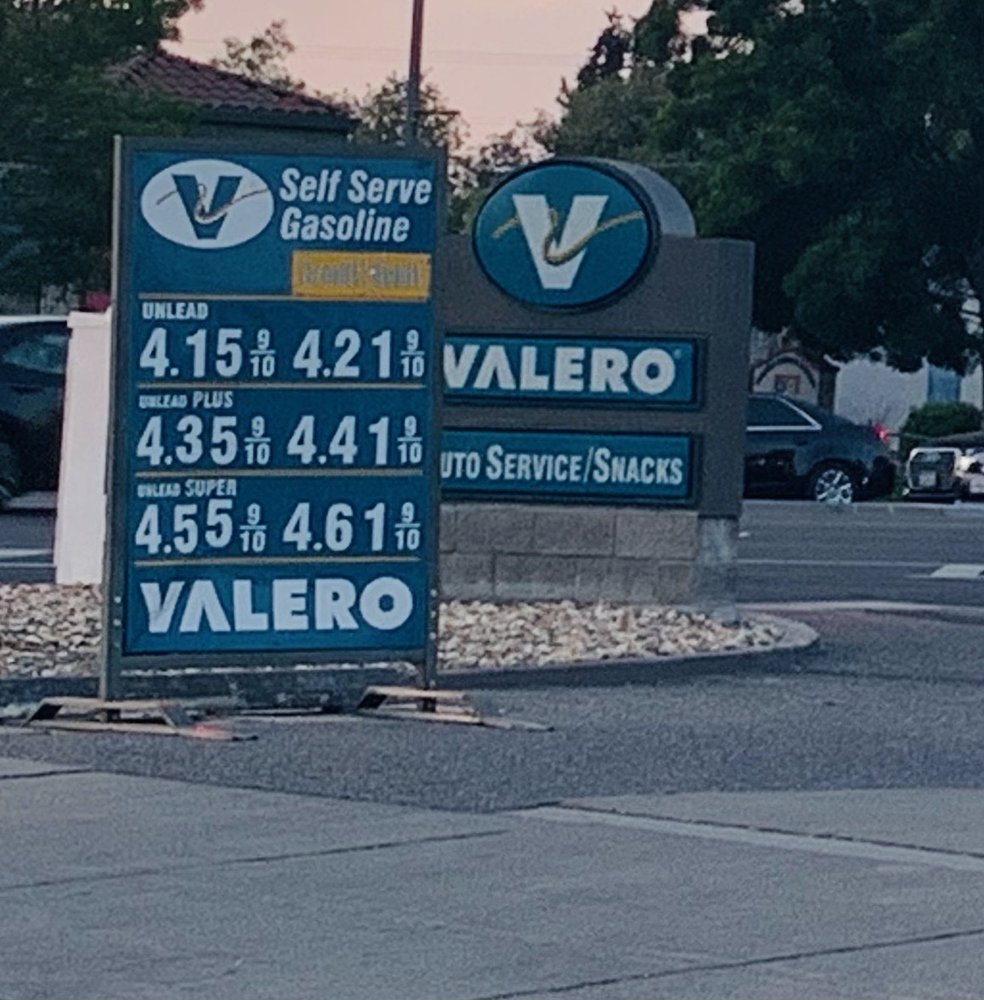 V
Self Serve
Gasoline
UNLEAD
4.15 9/10 4.21 9/10
UNLEAD PLUS
4.35 9/10 4.41 9/10
UNLEAD SUPER
4.55 9/10 4.61 9/10
VALERO
V
VALERO
UTO SERVICE/SNACKS